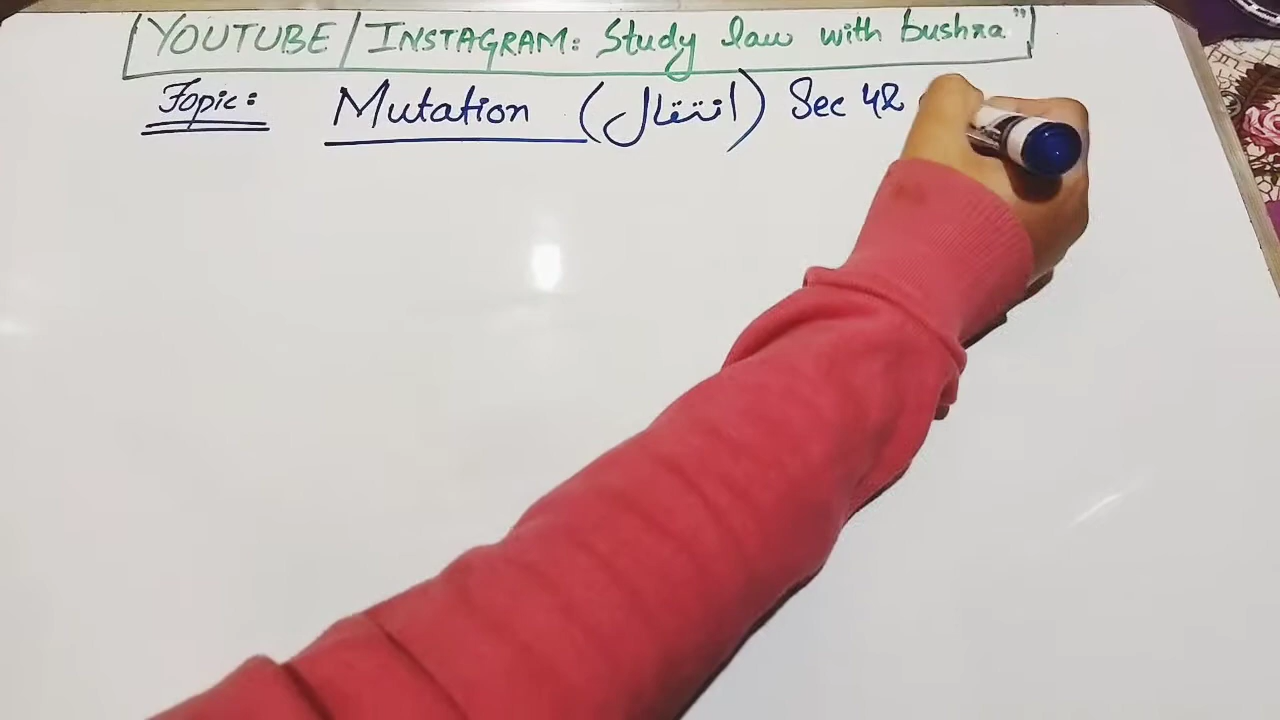 YOUTUBE/INSTAGRAM: Study law with bushra"
Topic: Mutation (انتقال) Sec 42